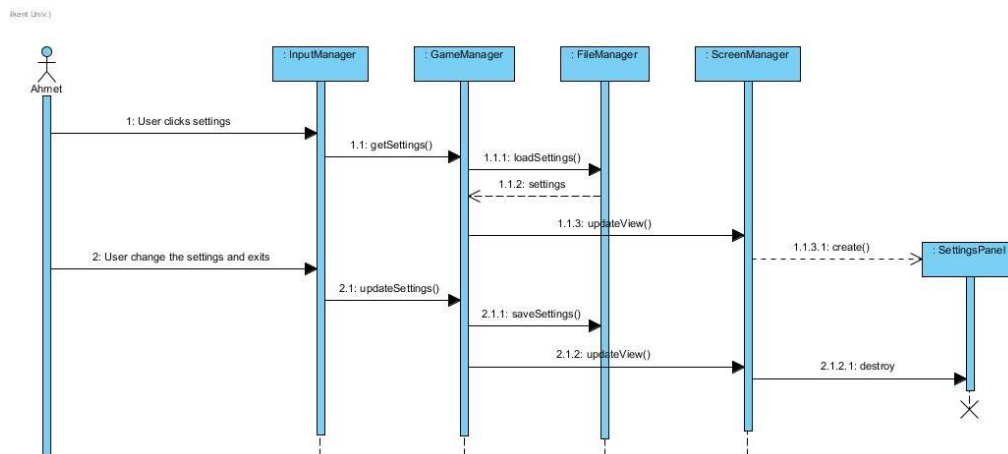 lkent Univ.)
: InputManager
: GameManager
: FileManager
: ScreenManager
Ahmet
1: User clicks settings
1.1: getSettings()
1.1.1: loadSettings()
1.1.2: settings
1.1.3: updateView()
1.1.3.1: create()
: SettingsPanel
2: User change the settings and exits
2.1: updateSettings()
2.1.1: saveSettings()
2.1.2: updateView()
2.1.2.1: destroy